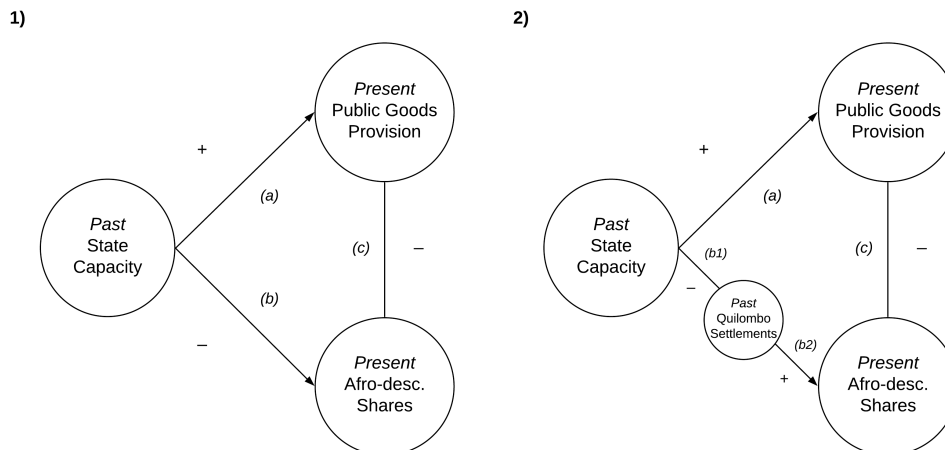 1)
Present
Public Goods
Provision
+
(a)
Past
State
Capacity
(c)
–
(b)
–
Present
Afro-desc.
Shares
2)
Present
Public Goods
Provision
+
(a)
Past
State
Capacity
(b1)
(c)
–
–
Past
Quilombo
Settlements
(b2)
+
Present
Afro-desc.
Shares